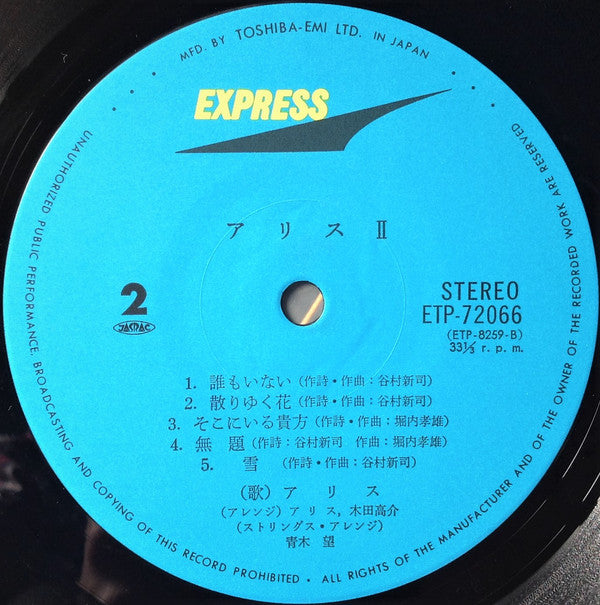 MFD. BY TOSHIBA-EMI LTD. IN JAPAN
EXPRESS
アリスⅡ
2
JASRAC
STEREO
ETP-72066
(ETP-8259-B)
33⅓ r. p. m.
1. 誰もいない (作詩・作曲：谷村新司)
2. 散りゆく花 (作詩・作曲：谷村新司)
3. そこにいる貴方 (作詩・作曲：堀内孝雄)
4. 無 題 (作詩：谷村新司 作曲：堀内孝雄)
5. 雪 (作詩・作曲：谷村新司)
(歌) ア リ ス
(アレンジ) ア リ ス, 木田高介
(ストリングス・アレンジ)
青木 望
UNAUTHORIZED PUBLIC PERFORMANCE, BROADCASTING AND COPYING OF THIS RECORD PROHIBITED • ALL RIGHTS OF THE MANUFACTURER AND OF THE OWNER OF THE RECORDED WORK ARE RESERVED